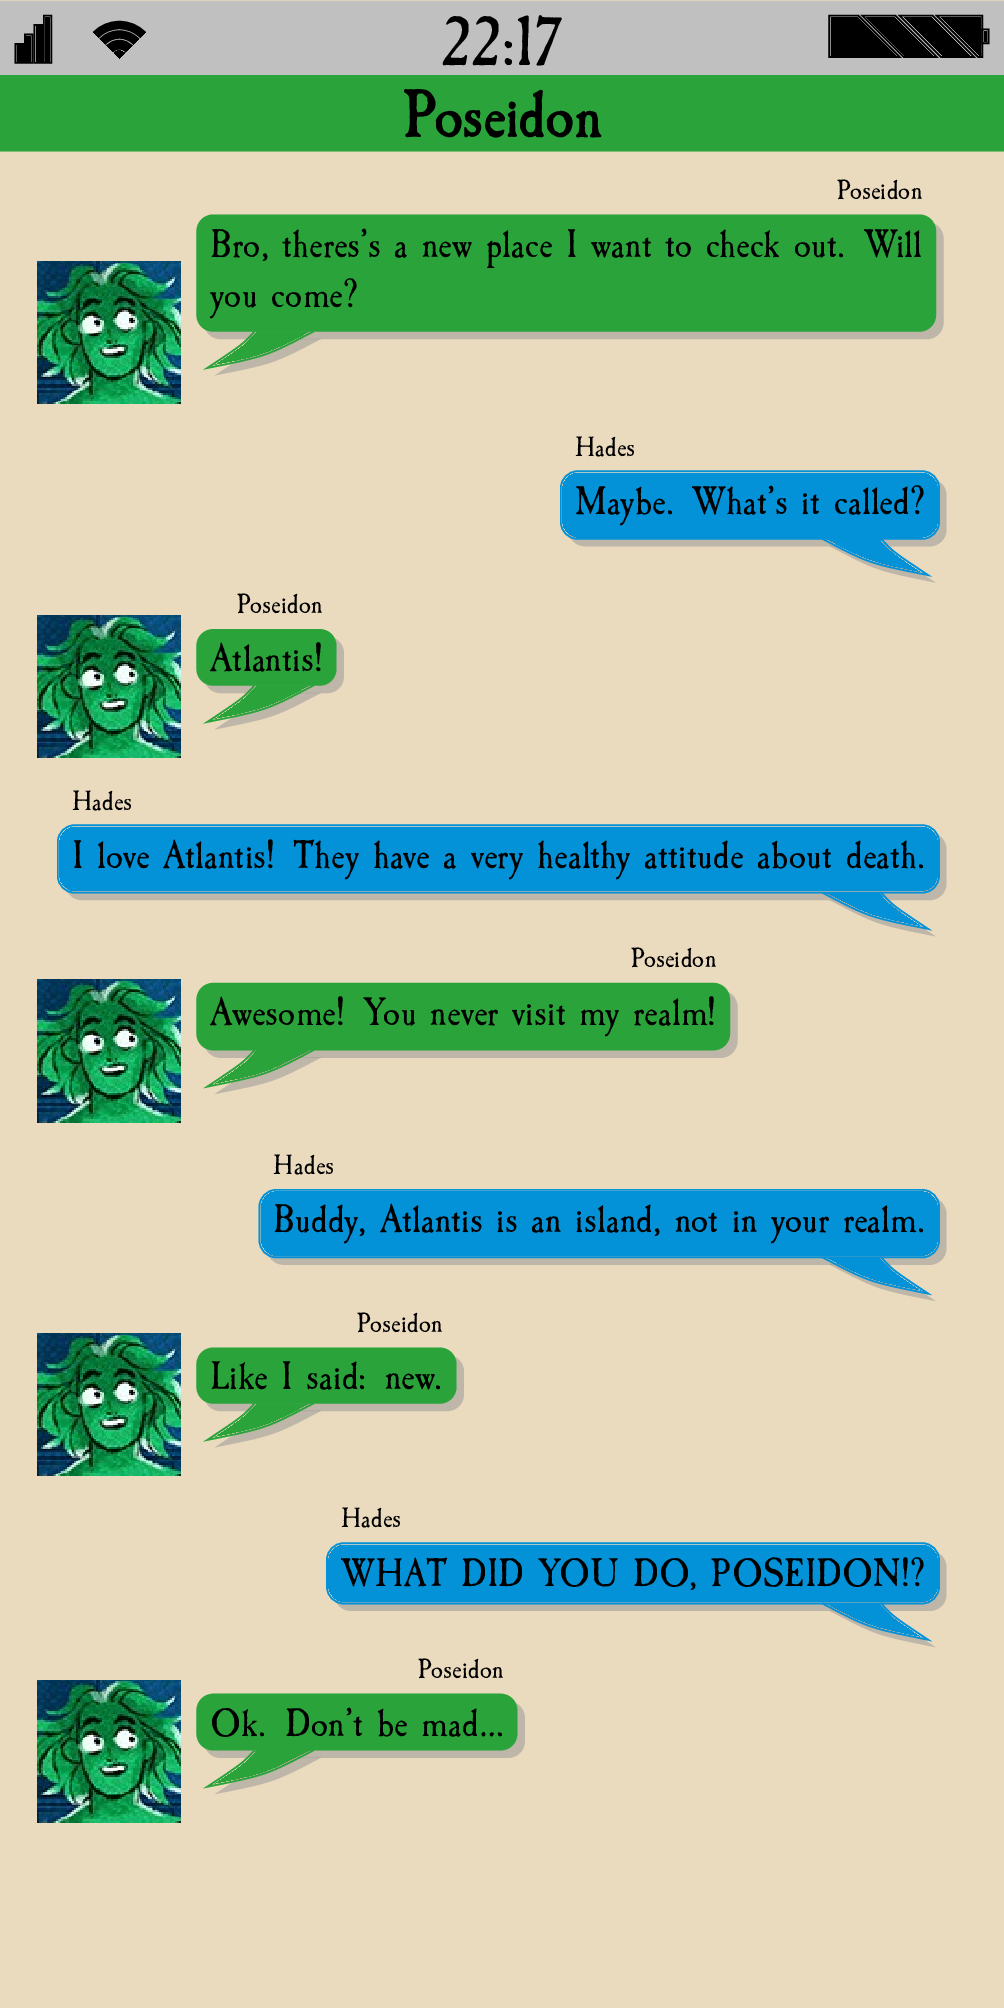 22:17
Poseidon
Poseidon
Bro, theres's a new place I want to check out. Will
you come?
Hades
Maybe. What's it called?
Poseidon
Atlantis!
Hades
I love Atlantis! They have a very healthy attitude about death.
Poseidon
Awesome! You never visit my realm!
Hades
Buddy, Atlantis is an island, not in your realm.
Poseidon
Like I said: new.
Hades
WHAT DID YOU DO, POSEIDON!?
Poseidon
Ok. Don't be mad...